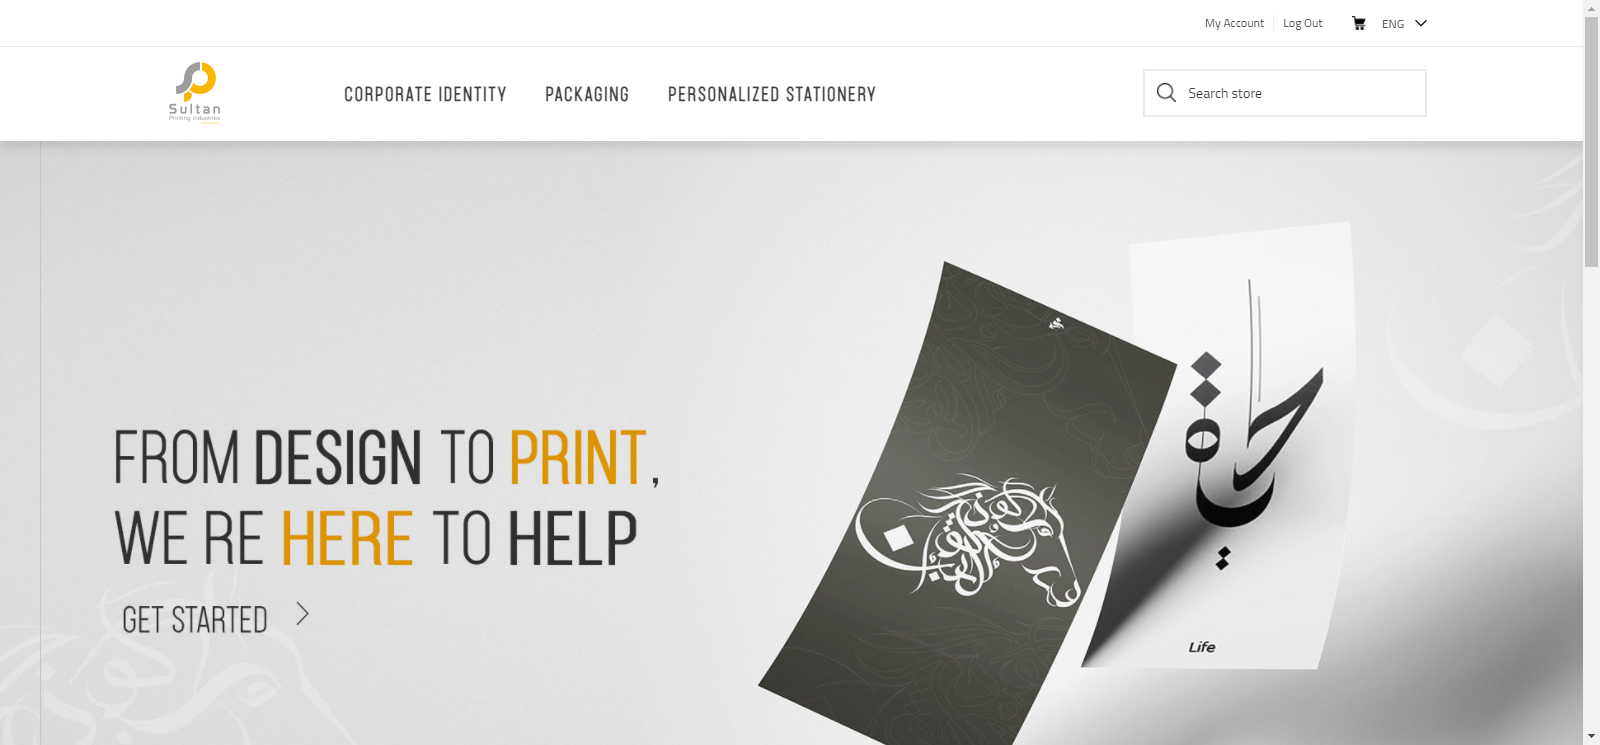 My Account
Log Out
ENG
Sultan
Printing Industries
CORPORATE IDENTITY
PACKAGING
PERSONALIZED STATIONERY
Search store
FROM DESIGN TO PRINT,
WE RE HERE TO HELP
GET STARTED
Life